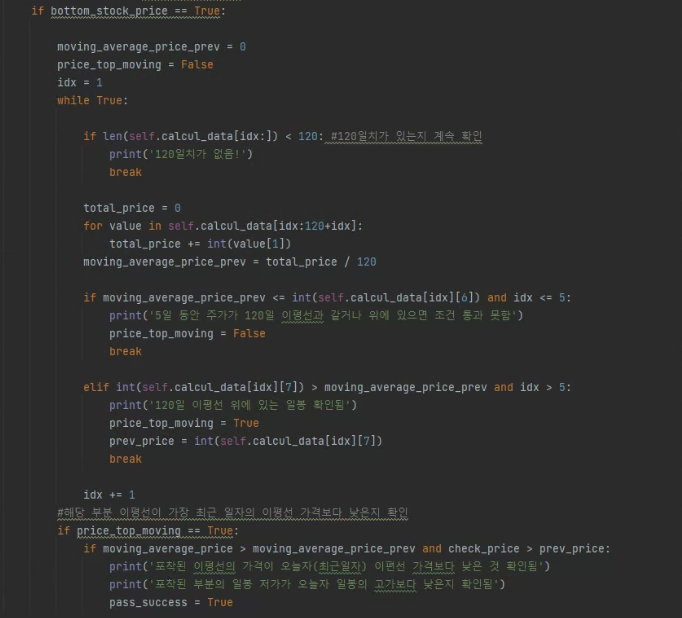 if bottom_stock_price == True:
moving_average_price_prev = 0
price_top_moving = False
idx = 1
while True:
if len(self.calcul_data[idx:]) < 120: #120일치가 있는지 계속 확인
print('120일치가 없음!')
break
total_price = 0
for value in self.calcul_data[idx:120+idx]:
total_price += int(value[1])
moving_average_price_prev = total_price / 120
if moving_average_price_prev <= int(self.calcul_data[idx][6]) and idx <= 5:
print('5일 동안 주가가 120일 이평선과 같거나 위에 있으면 조건 통과 못함')
price_top_moving = False
break
elif int(self.calcul_data[idx][7]) > moving_average_price_prev and idx > 5:
print('120일 이평선 위에 있는 일봉 확인됨')
price_top_moving = True
prev_price = int(self.calcul_data[idx][7])
break
idx += 1
#해당 부분 이평선이 가장 최근 일자의 이평선 가격보다 낮은지 확인
if price_top_moving == True:
if moving_average_price > moving_average_price_prev and check_price > prev_price:
print('포착된 이평선의 가격이 오늘자(최근일자) 이평선 가격보다 낮은 것 확인됨')
print('포착된 부분의 일봉 저가가 오늘자 일봉의 고가보다 낮은지 확인됨')
pass_success = True